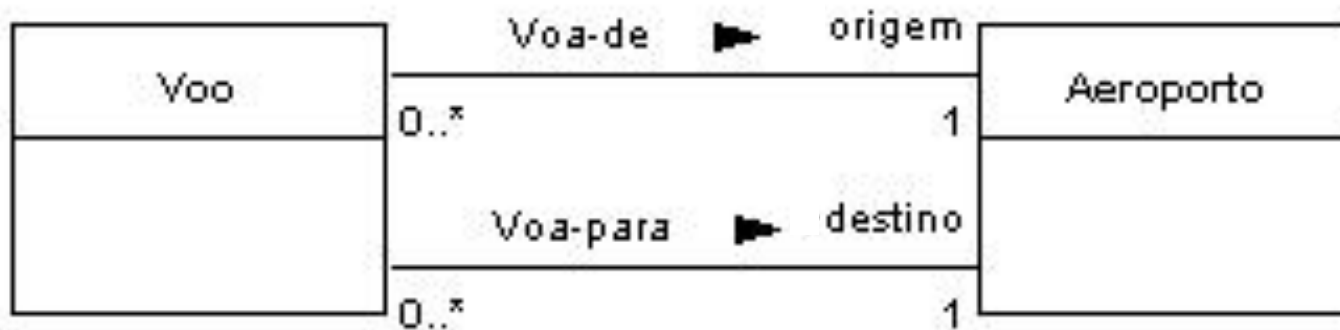 Voa-de origem
Voo
Aeroporto
0..* 1
Voa-para destino
0..* 1